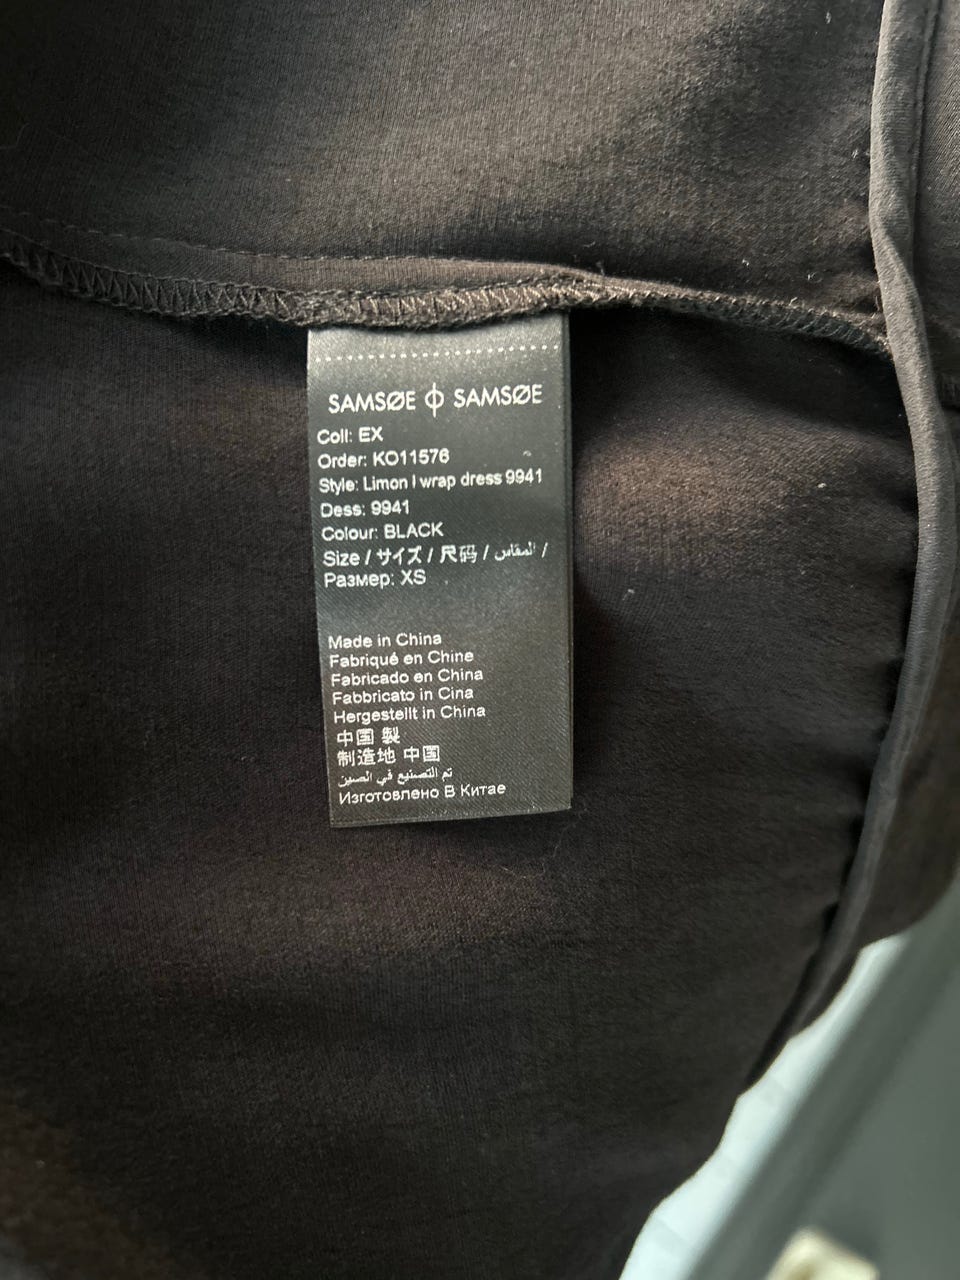 SAMSØE ϕ SAMSØE
Coll: EX
Order: KO11576
Style: Limon l wrap dress 9941
Dess: 9941
Colour: BLACK
Size / サイズ / 尺码 / المقاس /
Размер: XS
Made in China
Fabriqué en Chine
Fabricado en China
Fabbricato in Cina
Hergestellt in China
中国 製
制造地 中国
تم التصنيع في الصين
Изготовлено В Китае